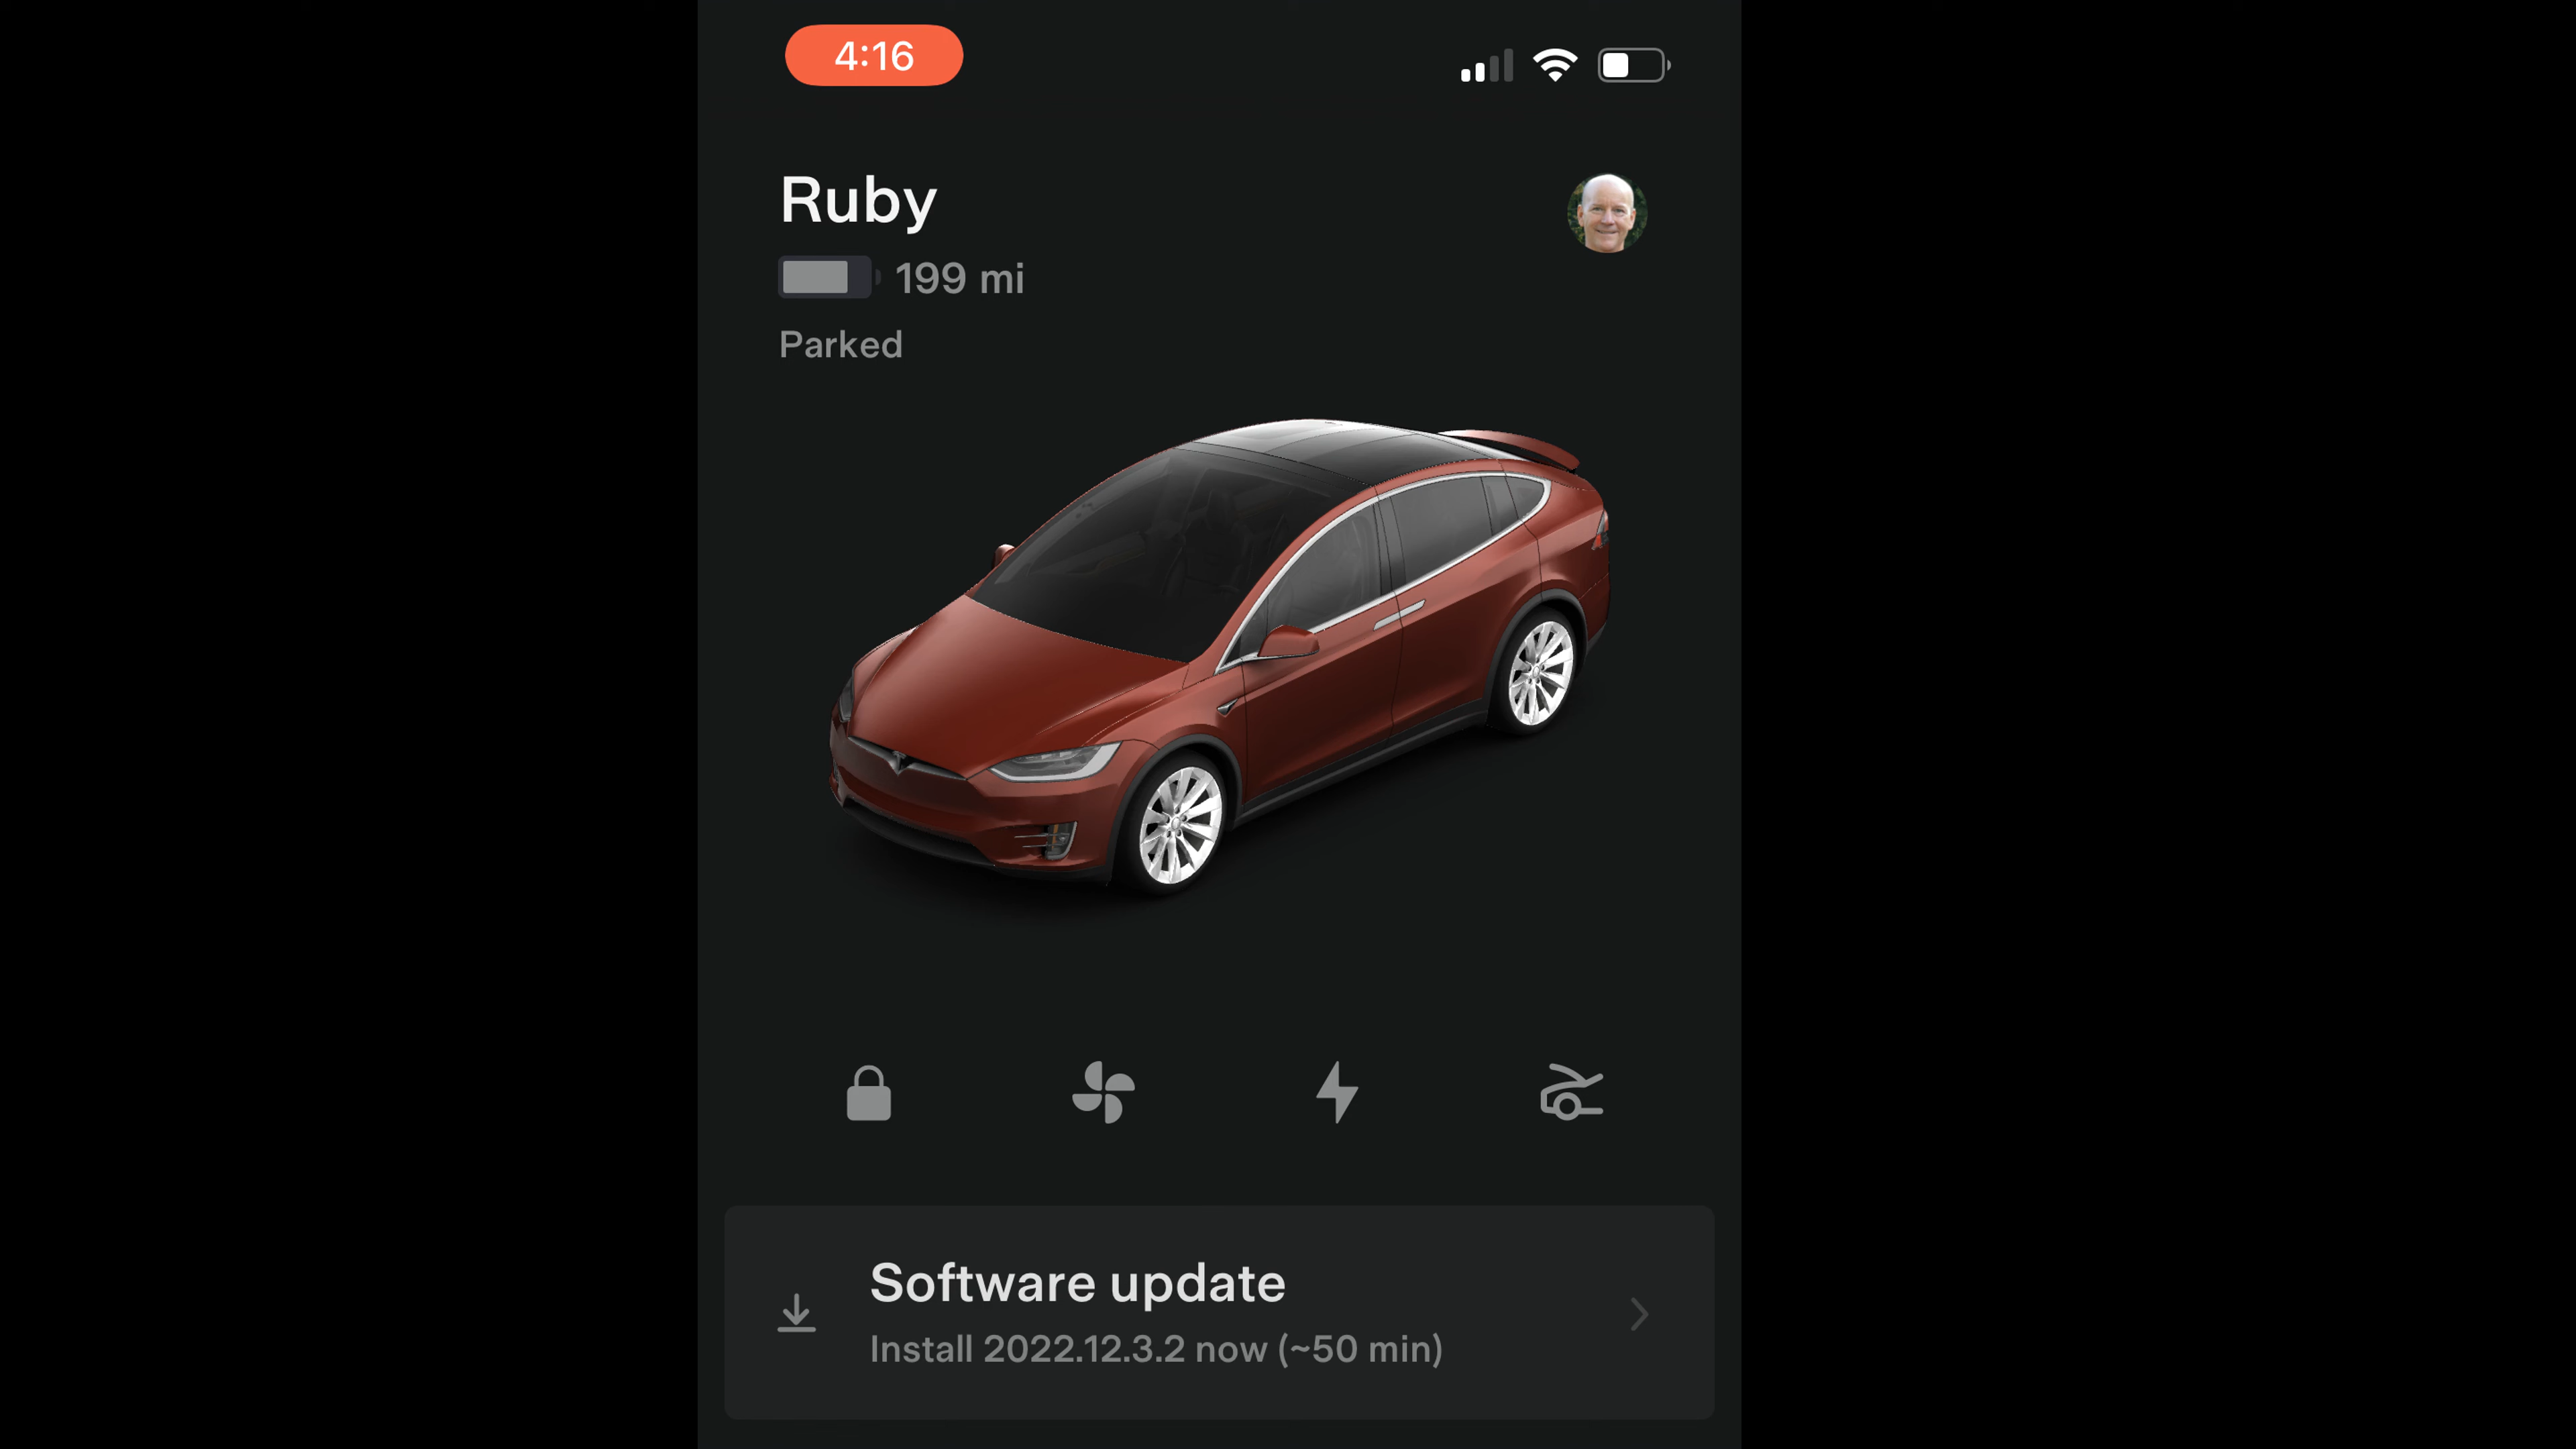 4:16
Ruby
199 mi
Parked
Software update
Install 2022.12.3.2 now (~50 min)